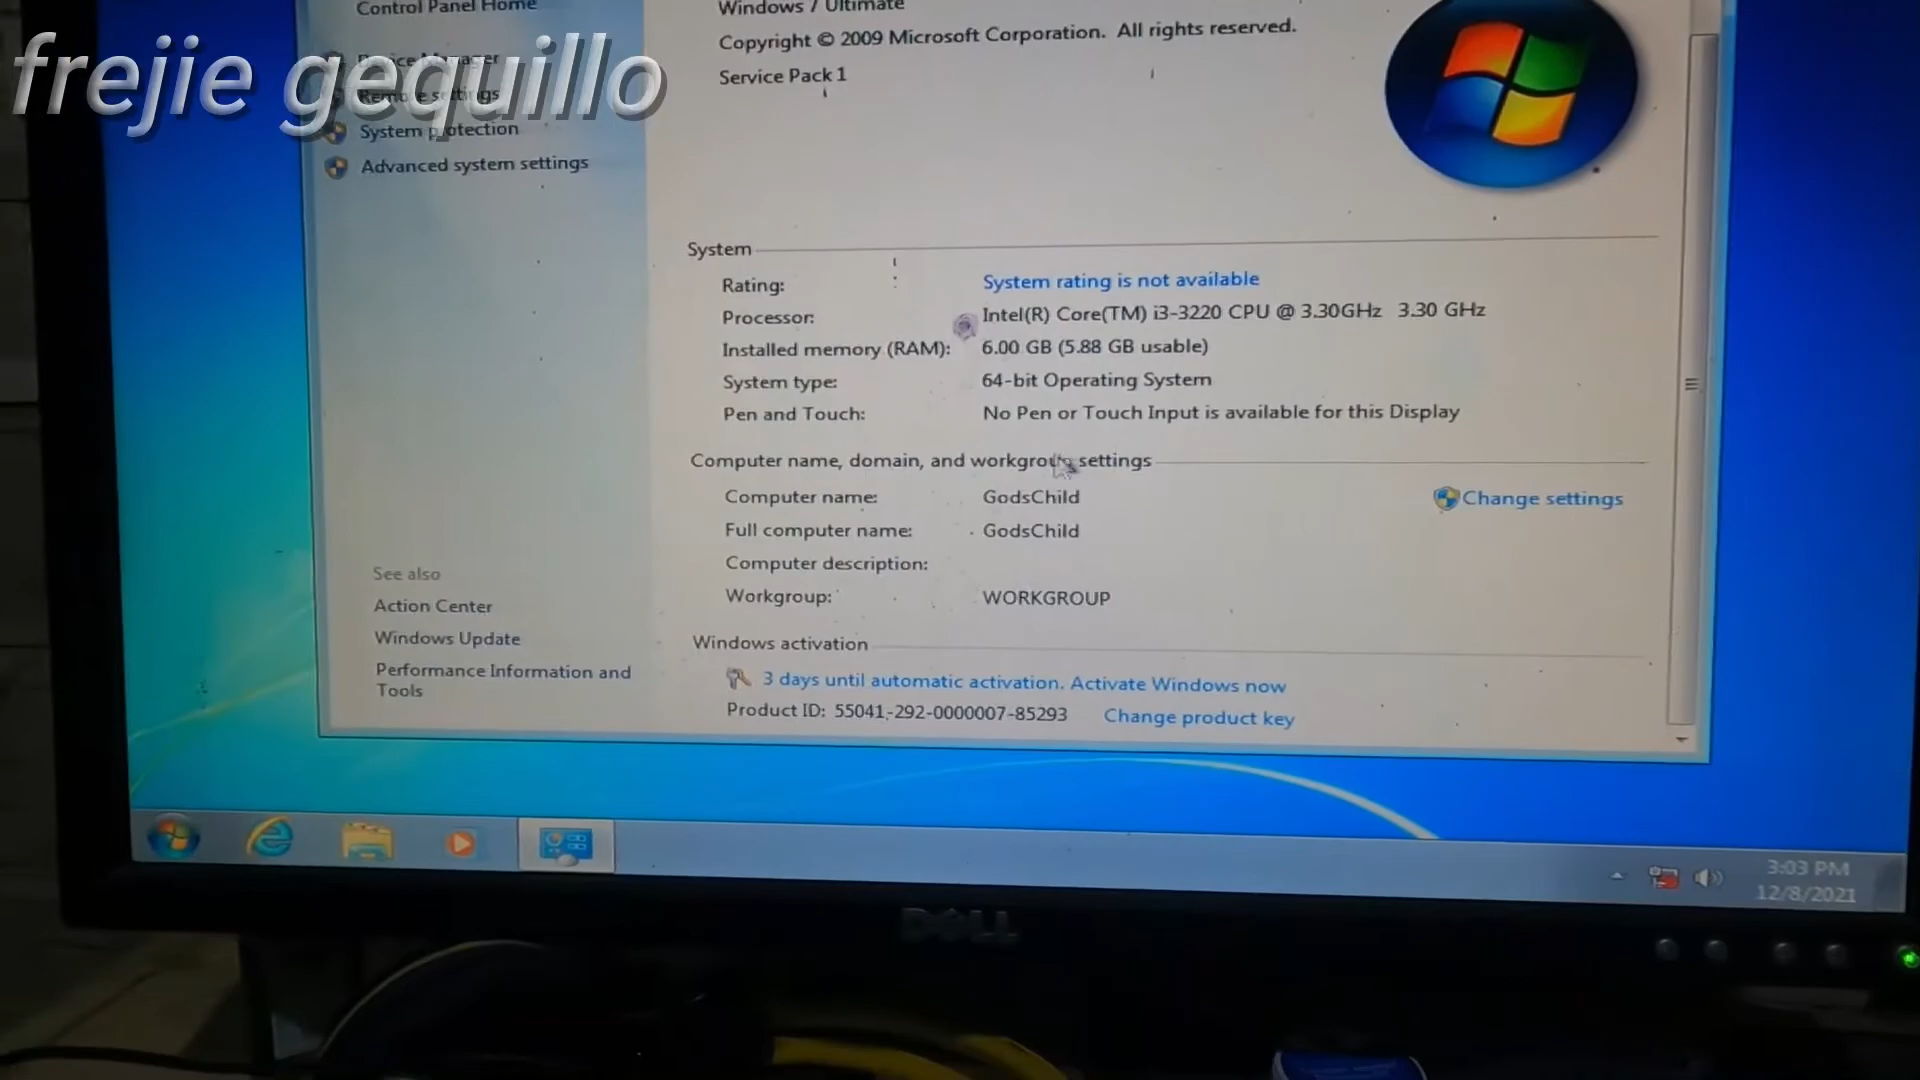 Control Panel Home
Windows 7 Ultimate
frejie gequillo
Copyright © 2009 Microsoft Corporation. All rights reserved.
Device Manager
Service Pack 1
Remote settings
System protection
Advanced system settings
System
Rating: System rating is not available
Processor: Intel(R) Core(TM) i3-3220 CPU @ 3.30GHz 3.30 GHz
Installed memory (RAM): 6.00 GB (5.88 GB usable)
System type: 64-bit Operating System
Pen and Touch: No Pen or Touch Input is available for this Display
Computer name, domain, and workgroup settings
Computer name: GodsChild Change settings
Full computer name: GodsChild
Computer description:
Workgroup: WORKGROUP
See also
Action Center
Windows Update
Performance Information and
Tools
Windows activation
3 days until automatic activation. Activate Windows now
Product ID: 55041-292-0000007-85293 Change product key
3:03 PM
12/8/2021
DELL